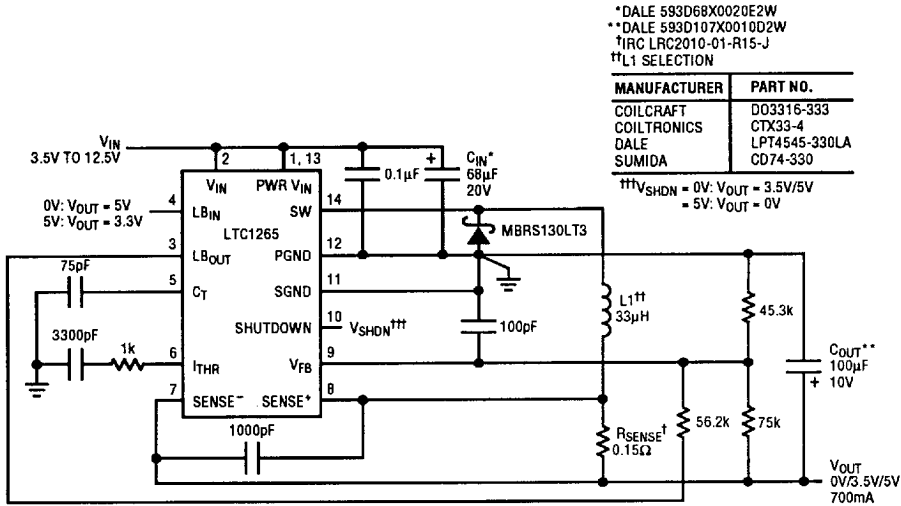 *DALE 593D68X0020E2W
**DALE 593D107X0010D2W
†IRC LRC2010-01-R15-J
††L1 SELECTION
MANUFACTURER PART NO.
COILCRAFT DO3316-333
COILTRONICS CTX33-4
DALE LPT4545-330LA
SUMIDA CD74-330
†††VSHDN = 0V: VOUT = 3.5V/5V
= 5V: VOUT = 0V
VIN
3.5V TO 12.5V
2
1, 13
VIN
PWR VIN
0.1µF
+
CIN*
68µF
20V
0V: VOUT = 5V
5V: VOUT = 3.3V
4
LBIN
SW
14
MBRS130LT3
LTC1265
3
LBOUT
PGND
12
75pF
5
CT
SGND
11
L1††
33µH
45.3k
SHUTDOWN
10
VSHDN†††
100pF
3300pF
1k
6
ITHR
VFB
9
COUT**
100µF
+
10V
7
SENSE−
SENSE+
8
1000pF
RSENSE†
0.15Ω
56.2k
75k
VOUT
0V/3.5V/5V
700mA